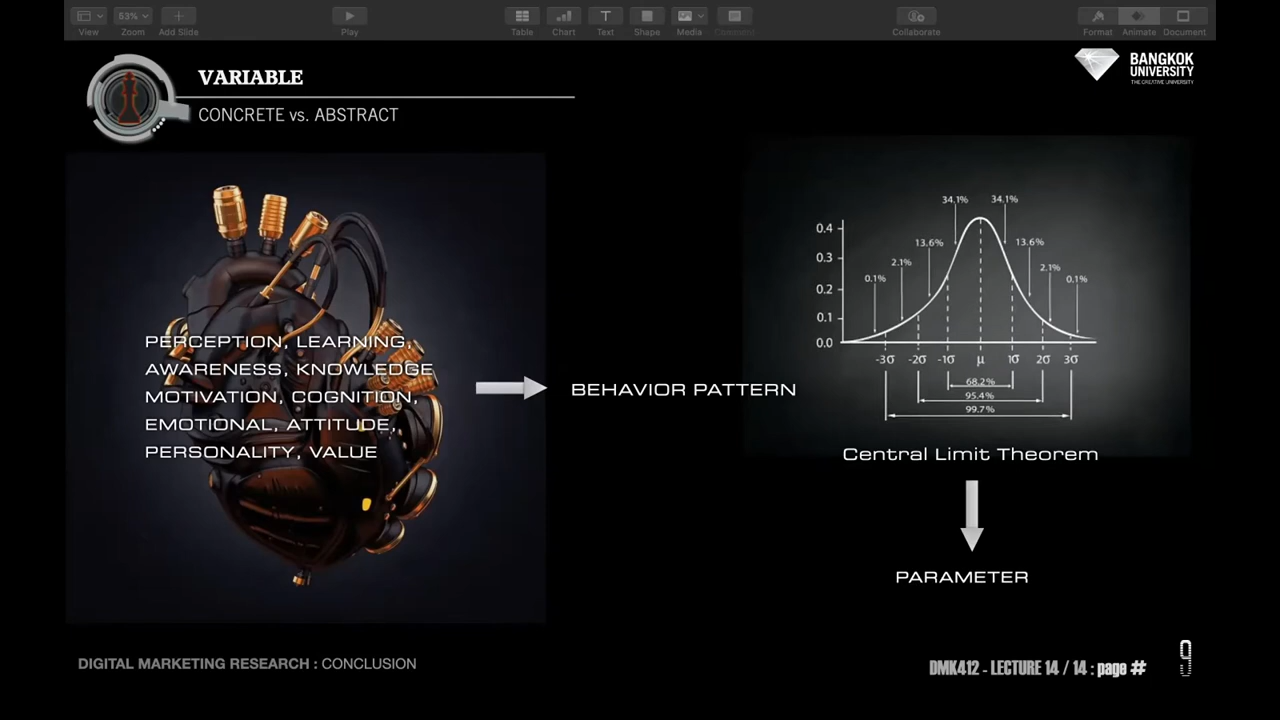 53%
View
Zoom
Add Slide
Play
Table
Chart
Text
Shape
Media
Comment
Collaborate
Format
Animate
Document
VARIABLE
CONCRETE vs. ABSTRACT
BANGKOK
UNIVERSITY
THE CREATIVE UNIVERSITY
PERCEPTION, LEARNING,
AWARENESS, KNOWLEDGE
MOTIVATION, COGNITION,
EMOTIONAL, ATTITUDE,
PERSONALITY, VALUE
BEHAVIOR PATTERN
34.1% 34.1%
0.4
13.6% 13.6%
0.3
2.1% 2.1%
0.1% 0.1%
0.2
0.1
0.0
-3σ -2σ -1σ μ 1σ 2σ 3σ
68.2%
95.4%
99.7%
Central Limit Theorem
PARAMETER
DIGITAL MARKETING RESEARCH : CONCLUSION
DMK412 - LECTURE 14 / 14 : page # 9